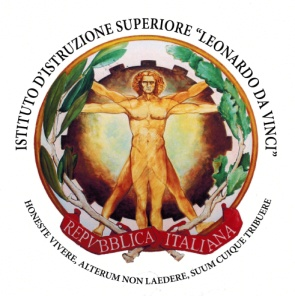 ISTITUTO D'ISTRUZIONE SUPERIORE "LEONARDO DA VINCI"
REPVBBLICA ITALIANA
HONESTE VIVERE, ALTERUM NON LAEDERE, SUUM CUIQUE TRIBUERE